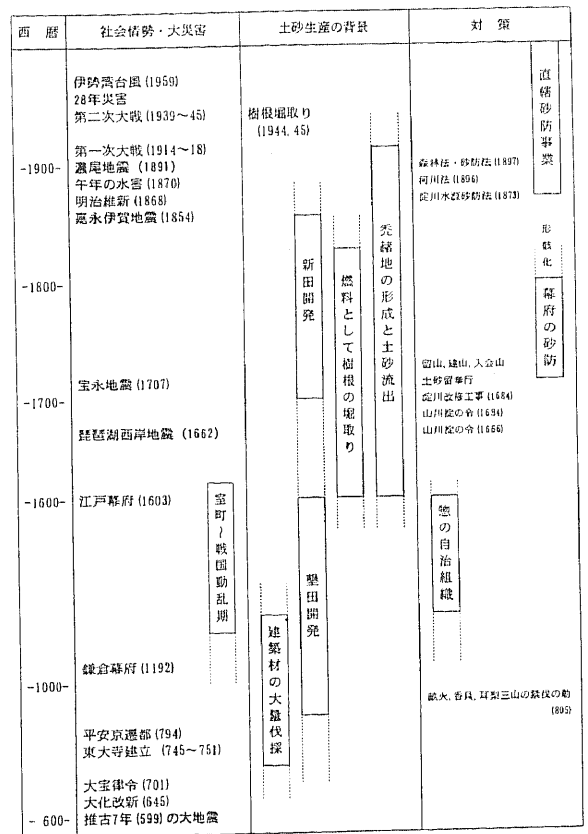 西 暦
社会情勢・大災害
土砂生産の背景
対 策
伊勢湾台風 (1959)
28年災害
第二次大戦 (1939～45)
第一次大戦 (1914～18)
濃尾地震 (1891)
午年の水害 (1870)
明治維新 (1868)
嘉永伊賀地震 (1854)
宝永地震 (1707)
琵琶湖西岸地震 (1662)
江戸幕府 (1603)
鎌倉幕府 (1192)
平安京遷都 (794)
東大寺建立 (745～751)
大宝律令 (701)
大化改新 (645)
推古7年 (599) の大地震
-1900-
-1800-
-1700-
-1600-
-1000-
- 600-
室町～戦国動乱期
樹根堀取り
(1944, 45)
建築材の大量伐採
新田開発
墾田開発
燃料として樹根の堀取り
禿赭地の形成と土砂流出
直轄砂防事業
森林法・砂防法 (1897)
河川法 (1896)
淀川水源砂防法 (1873)
形骸化
幕府の砂防
留山, 建山, 入会山
土砂留奉行
淀川改修工事 (1684)
山川掟の令 (1684)
山川掟の令 (1666)
惣の自治組織
畝火, 香具, 耳梨三山の禁伐の勅
(805)